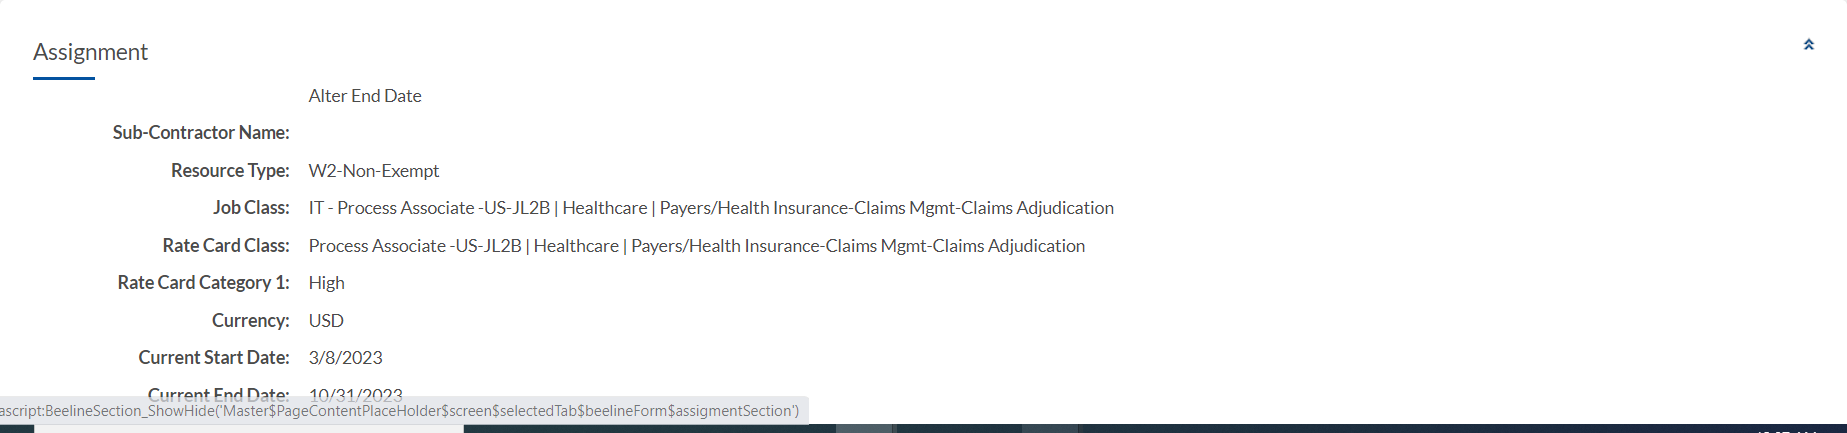 Assignment
Alter End Date
Sub-Contractor Name:
Resource Type: W2-Non-Exempt
Job Class: IT - Process Associate -US-JL2B | Healthcare | Payers/Health Insurance-Claims Mgmt-Claims Adjudication
Rate Card Class: Process Associate -US-JL2B | Healthcare | Payers/Health Insurance-Claims Mgmt-Claims Adjudication
Rate Card Category 1: High
Currency: USD
Current Start Date: 3/8/2023
Current End Date: 10/31/2023
ascript:BeelineSection_ShowHide('Master$PageContentPlaceHolder$screen$selectedTab$beelineForm$assigmentSection')